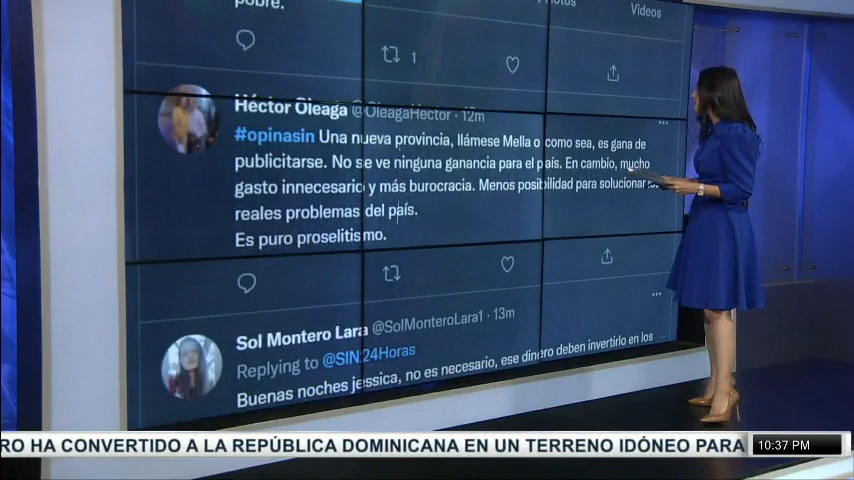 pobre.
Photos
Videos
1
Héctor Oleaga @OleagaHector · 12m
#opinasin Una nueva provincia, llámese Mella o como sea, es gana de
publicitarse. No se ve ninguna ganancia para el país. En cambio, mucho
gasto innecesario y más burocracia. Menos posibilidad para solucionar los
reales problemas del país.
Es puro proselitismo.
Sol Montero Lara @SolMonteroLara1 · 13m
Replying to @SIN24Horas
Buenas noches jessica, no es necesario, ese dinero deben invertirlo en los
RO HA CONVERTIDO A LA REPÚBLICA DOMINICANA EN UN TERRENO IDÓNEO PARA
10:37 PM